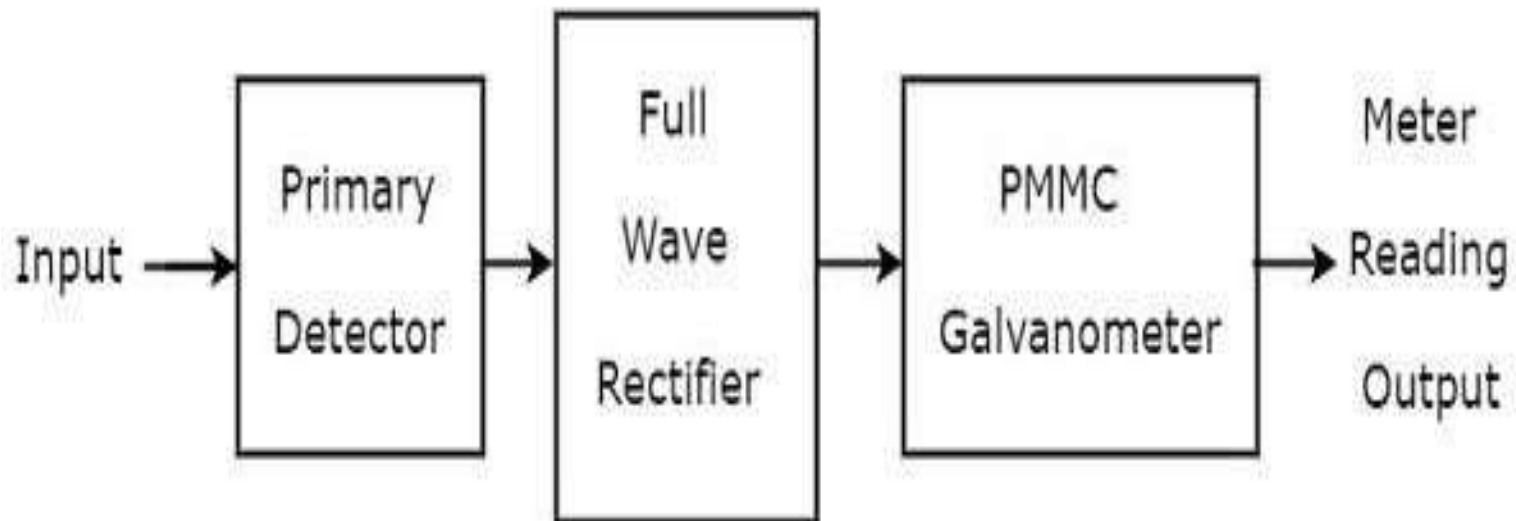 Input
Primary
Detector
Full
Wave
Rectifier
PMMC
Galvanometer
Meter
Reading
Output